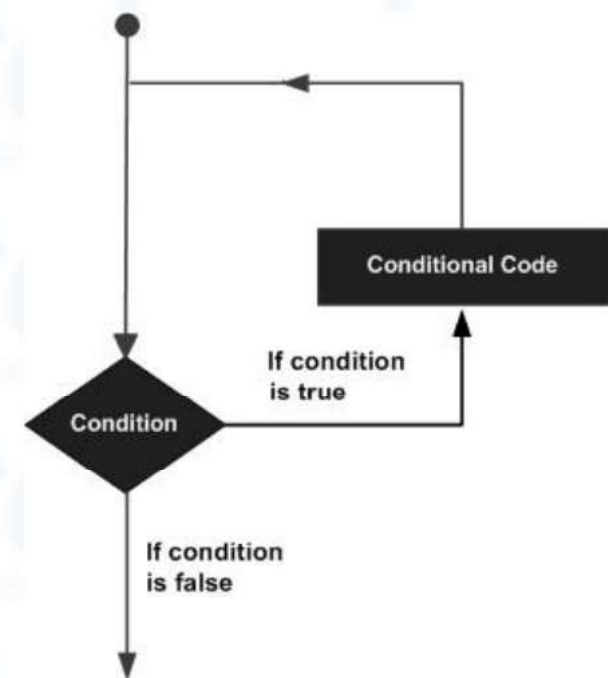 Conditional Code
If condition
is true
Condition
If condition
is false